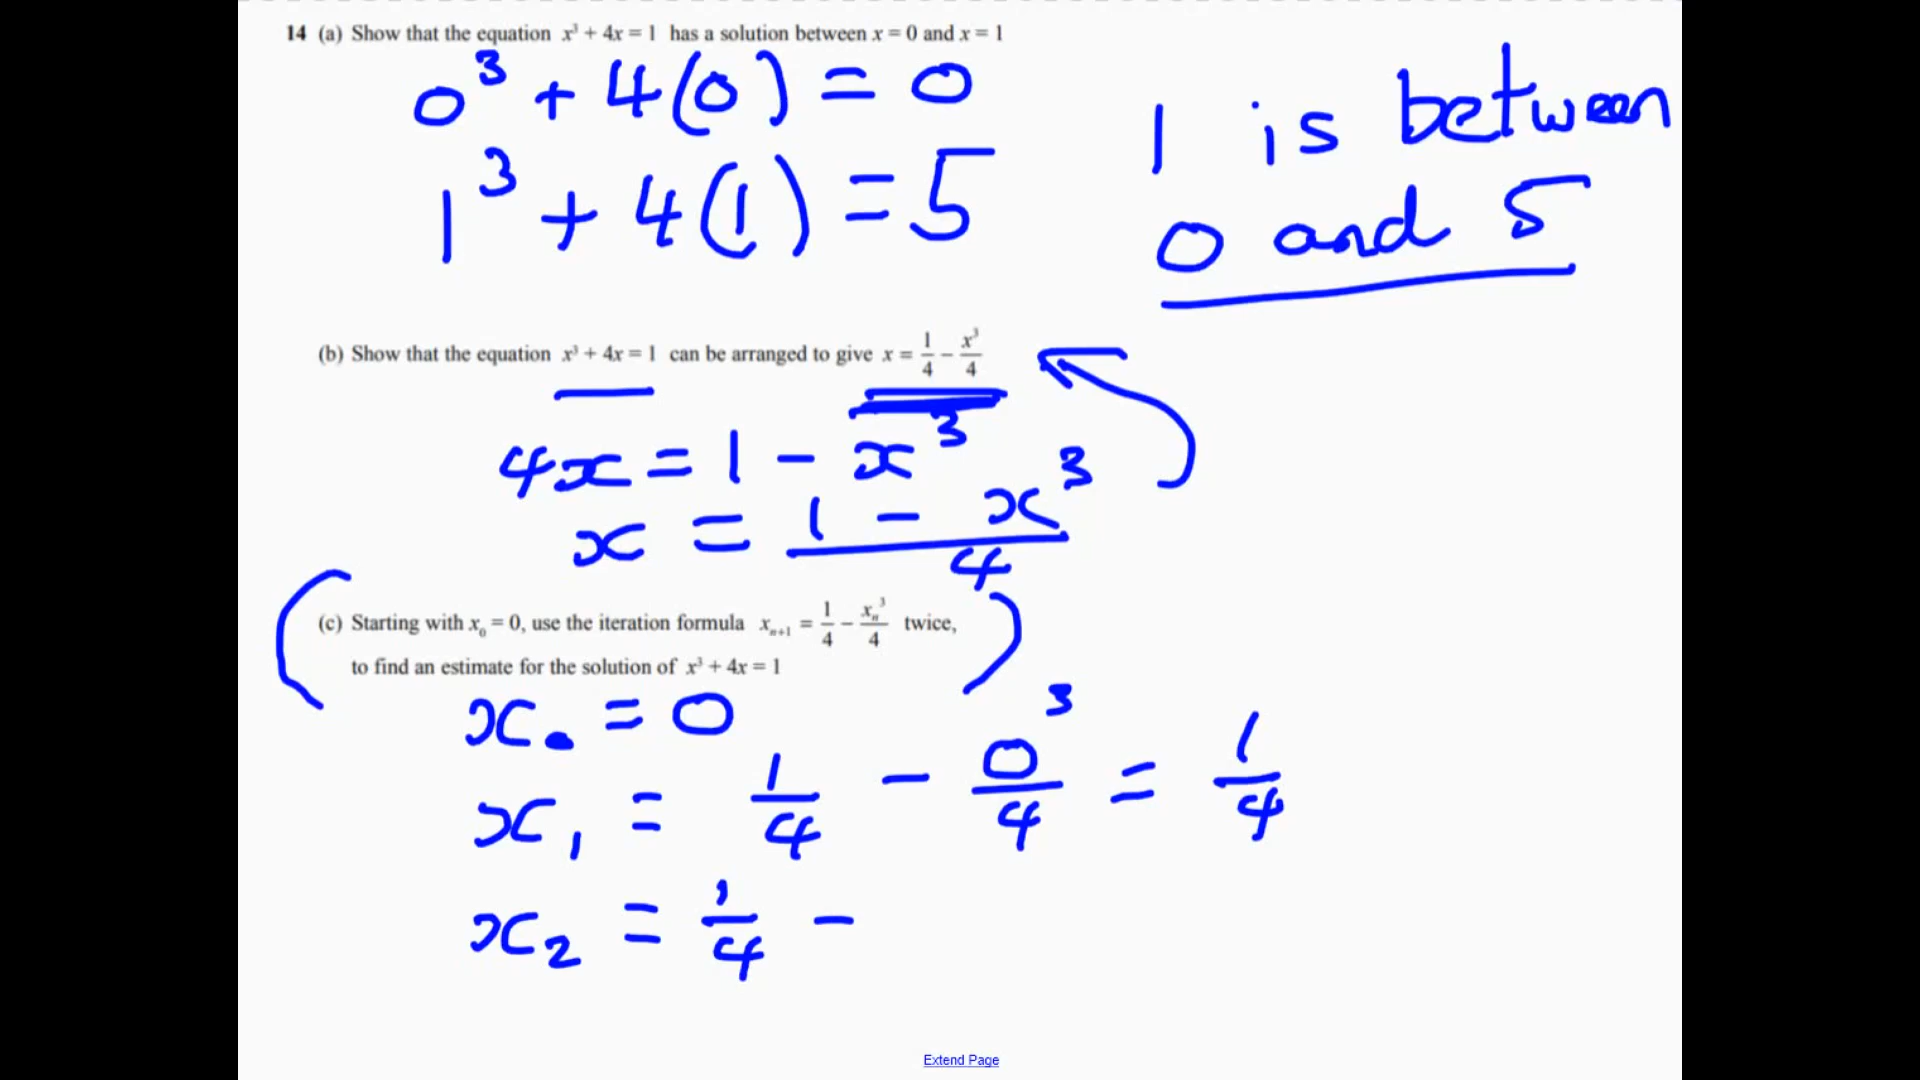 14 (a) Show that the equation x³ + 4x = 1 has a solution between x = 0 and x = 1
0³ + 4(0) = 0
1³ + 4(1) = 5
1 is between
0 and 5
(b) Show that the equation x³ + 4x = 1 can be arranged to give x = 1/4 − x³/4
4x = 1 − x³
x = (1 − x³)/4
(c) Starting with x₀ = 0, use the iteration formula xₙ₊₁ = 1/4 − xₙ³/4 twice,
to find an estimate for the solution of x³ + 4x = 1
x₀ = 0
x₁ = 1/4 − 0³/4 = 1/4
x₂ = 1/4 −
Extend Page